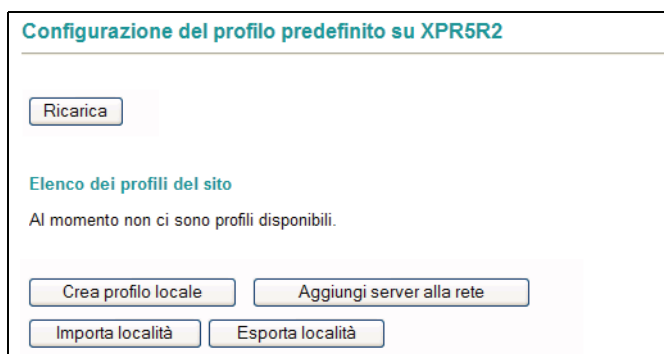 Configurazione del profilo predefinito su XPR5R2
Ricarica
Elenco dei profili del sito
Al momento non ci sono profili disponibili.
Crea profilo locale
Aggiungi server alla rete
Importa località
Esporta località